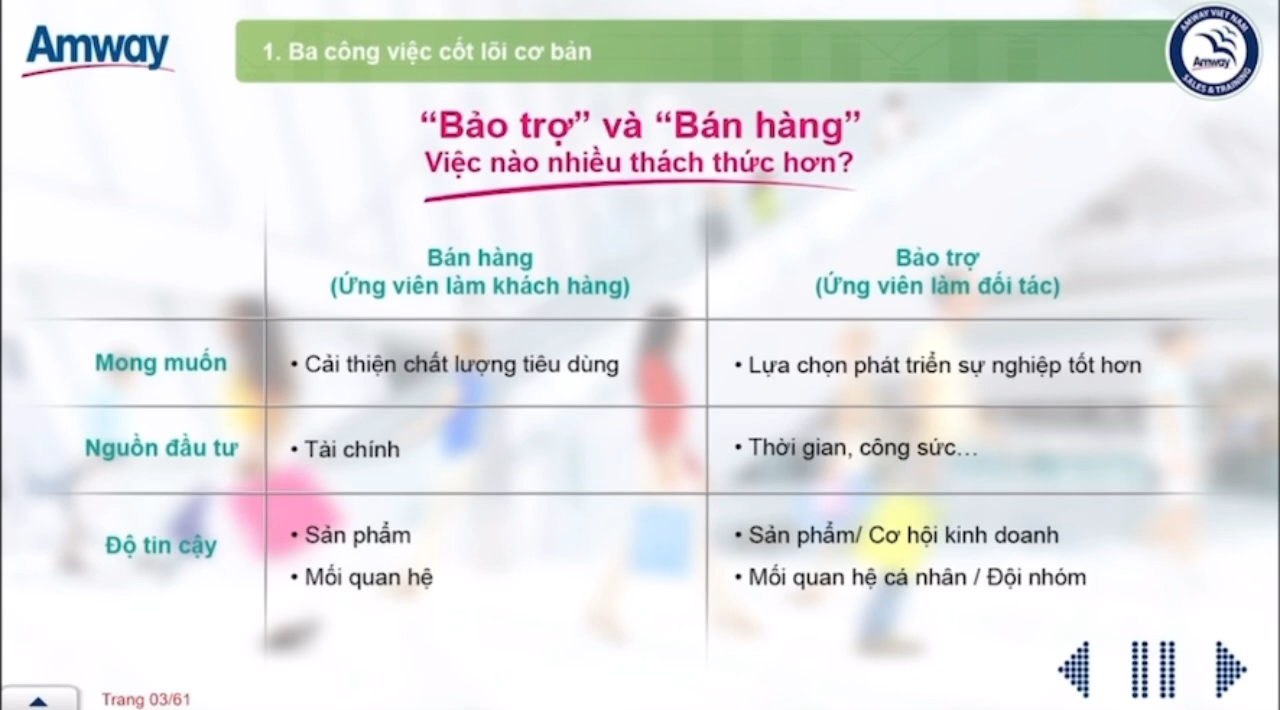 Amway
1. Ba công việc cốt lõi cơ bản
AMWAY VIET NAM
Amway
SALES & TRAINING
“Bảo trợ” và “Bán hàng”
Việc nào nhiều thách thức hơn?
Bán hàng
(Ứng viên làm khách hàng)
Bảo trợ
(Ứng viên làm đối tác)
Mong muốn
• Cải thiện chất lượng tiêu dùng
• Lựa chọn phát triển sự nghiệp tốt hơn
Nguồn đầu tư
• Tài chính
• Thời gian, công sức…
Độ tin cậy
• Sản phẩm
• Mối quan hệ
• Sản phẩm/ Cơ hội kinh doanh
• Mối quan hệ cá nhân / Đội nhóm
Trang 03/61